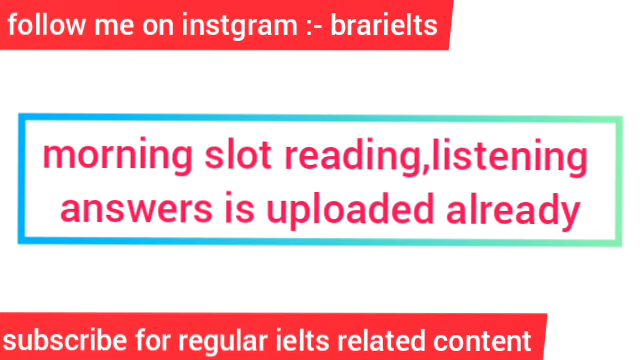 follow me on instgram :- brarielts
morning slot reading,listening
answers is uploaded already
subscribe for regular ielts related content